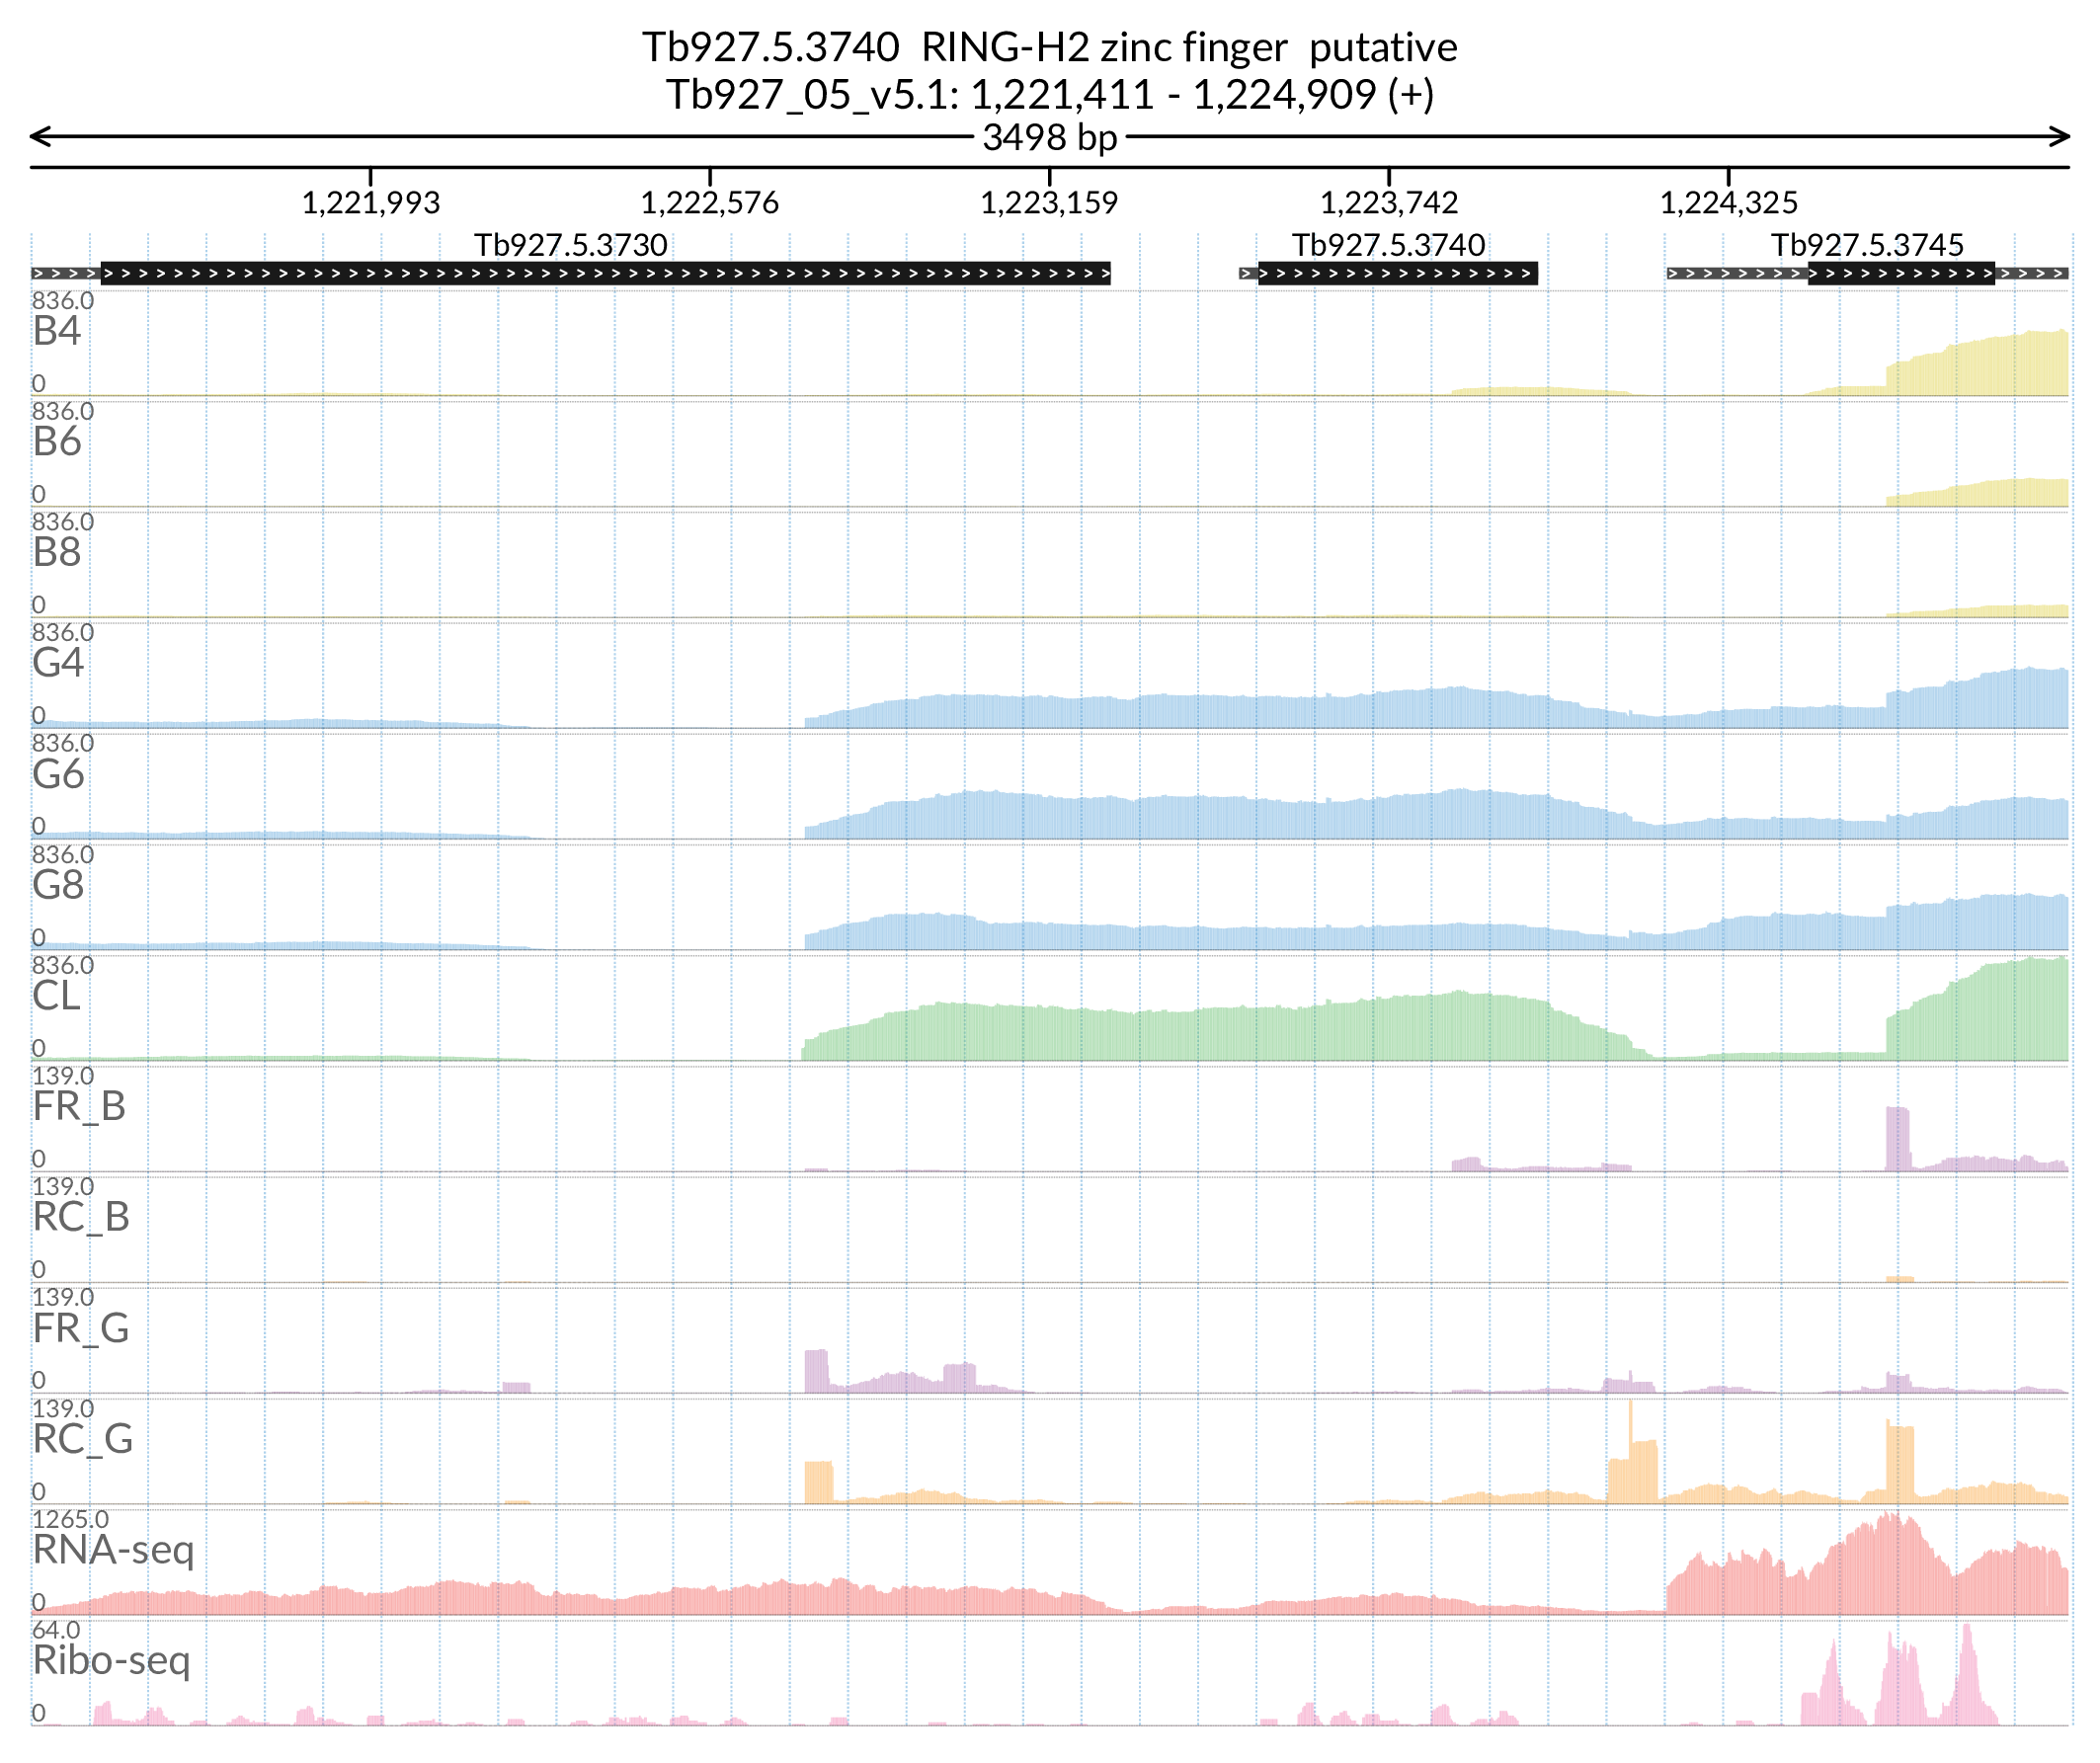 Tb927.5.3740 RING-H2 zinc finger putative
Tb927_05_v5.1: 1,221,411 - 1,224,909 (+)
3498 bp
1,221,993 1,222,576 1,223,159 1,223,742 1,224,325
Tb927.5.3730 Tb927.5.3740 Tb927.5.3745
836.0
B4
0
836.0
B6
0
836.0
B8
0
836.0
G4
0
836.0
G6
0
836.0
G8
0
836.0
CL
0
139.0
FR_B
0
139.0
RC_B
0
139.0
FR_G
0
139.0
RC_G
0
1265.0
RNA-seq
0
64.0
Ribo-seq
0